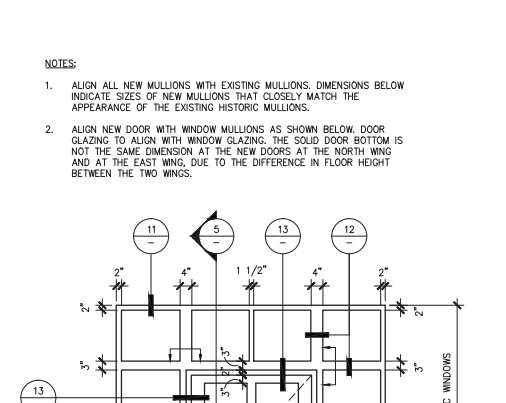 NOTES:
1. ALIGN ALL NEW MULLIONS WITH EXISTING MULLIONS. DIMENSIONS BELOW
INDICATE SIZES OF NEW MULLIONS THAT CLOSELY MATCH THE
APPEARANCE OF THE EXISTING HISTORIC MULLIONS.
2. ALIGN NEW DOOR WITH WINDOW MULLIONS AS SHOWN BELOW. DOOR
GLAZING TO ALIGN WITH WINDOW GLAZING. THE SOLID DOOR BOTTOM IS
NOT THE SAME DIMENSION AT THE NEW DOORS AT THE NORTH WING
AND AT THE EAST WING, DUE TO THE DIFFERENCE IN FLOOR HEIGHT
BETWEEN THE TWO WINGS.
11 5 13 12
– – – –
2" 4" 1 1/2" 4" 2"
2" 2"
3" 3" 2" 3" 3"
WINDOWS
13